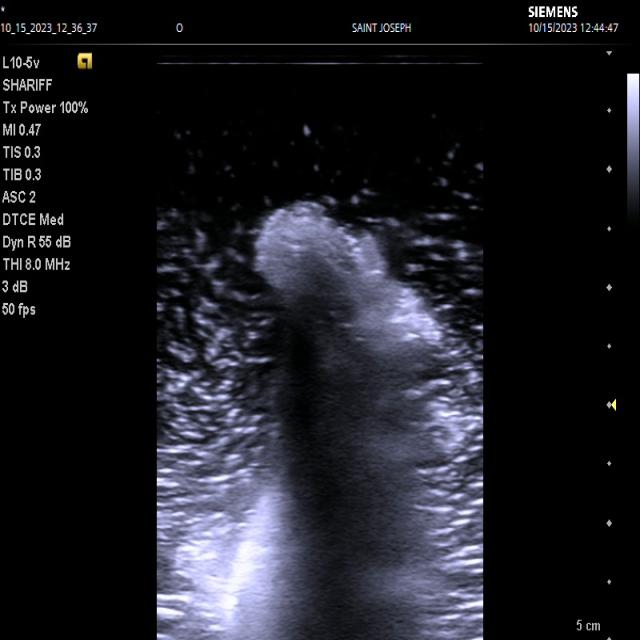 SIEMENS
10_15_2023_12_36_37 O SAINT JOSEPH 10/15/2023 12:44:47
L10-5v
SHARIFF
Tx Power 100%
MI 0.47
TIS 0.3
TIB 0.3
ASC 2
DTCE Med
Dyn R 55 dB
THI 8.0 MHz
3 dB
50 fps
5 cm